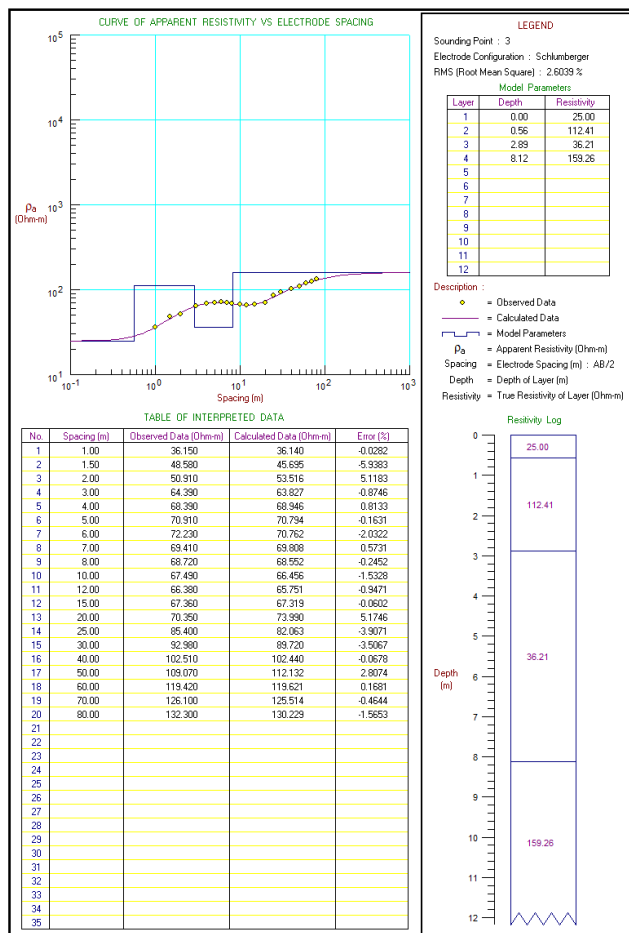 CURVE OF APPARENT RESISTIVITY VS ELECTRODE SPACING
10^5
10^4
10^3
10^2
10^1
ρa
(Ohm-m)
10^-1 10^0 10^1 10^2 10^3
Spacing (m)
TABLE OF INTERPRETED DATA
No. Spacing (m) Observed Data (Ohm-m) Calculated Data (Ohm-m) Error (%)
1 1.00 36.150 36.140 -0.0282
2 1.50 48.580 45.695 -5.9383
3 2.00 50.910 53.516 5.1183
4 3.00 64.390 63.827 -0.8746
5 4.00 68.390 68.946 0.8133
6 5.00 70.910 70.794 -0.1631
7 6.00 72.230 70.762 -2.0322
8 7.00 69.410 69.808 0.5731
9 8.00 68.720 68.552 -0.2452
10 10.00 67.490 66.456 -1.5328
11 12.00 66.380 65.751 -0.9471
12 15.00 67.360 67.319 -0.0602
13 20.00 70.350 73.990 5.1746
14 25.00 85.400 82.063 -3.9071
15 30.00 92.980 89.720 -3.5067
16 40.00 102.510 102.440 -0.0678
17 50.00 109.070 112.132 2.8074
18 60.00 119.420 119.621 0.1681
19 70.00 126.100 125.514 -0.4644
20 80.00 132.300 130.229 -1.5653
21
22
23
24
25
26
27
28
29
30
31
32
33
34
35
LEGEND
Sounding Point : 3
Electrode Configuration : Schlumberger
RMS (Root Mean Square) : 2.6039 %
Model Parameters
Layer Depth Resistivity
1 0.00 25.00
2 0.56 112.41
3 2.89 36.21
4 8.12 159.26
5
6
7
8
9
10
11
12
Description :
= Observed Data
= Calculated Data
= Model Parameters
ρa = Apparent Resistivity (Ohm-m)
Spacing = Electrode Spacing (m) : AB/2
Depth = Depth of Layer (m)
Resistivity = True Resistivity of Layer (Ohm-m)
Resitivity Log
0
25.00
1
112.41
2
3
4
5
36.21
Depth
(m)
6
7
8
9
10
159.26
11
12